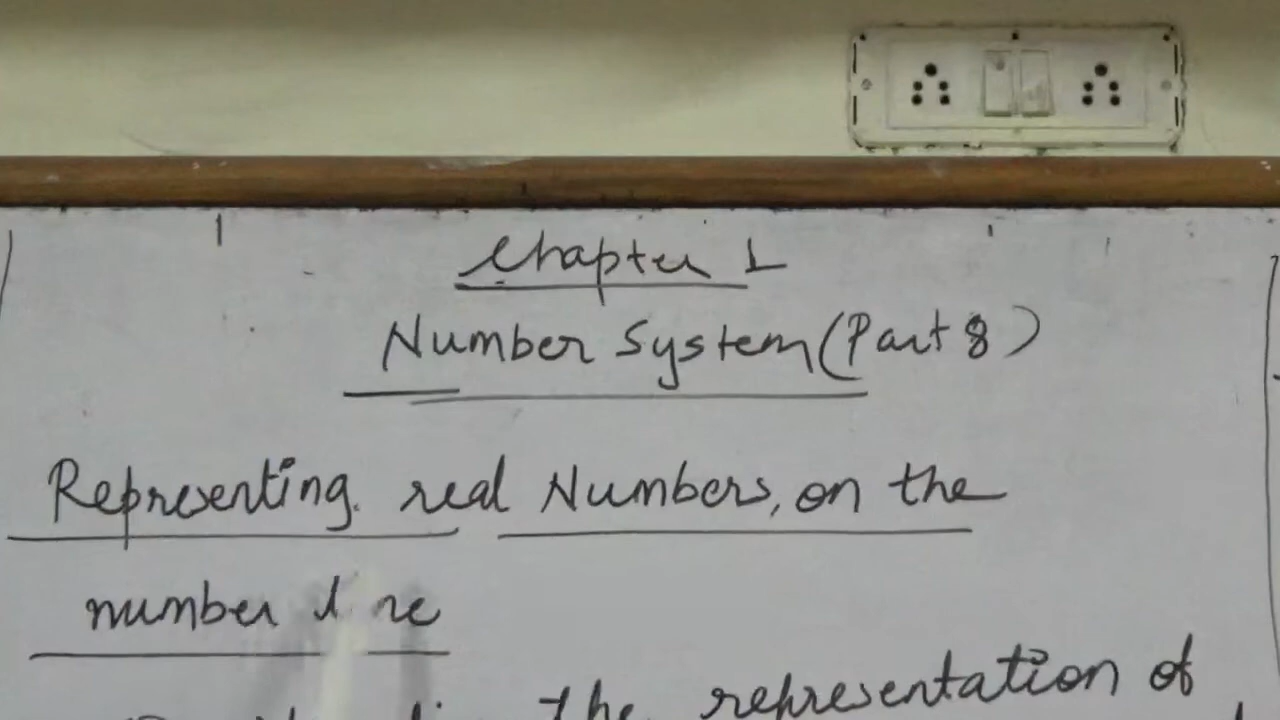 Chapter 1
Number System (Part 8)
Representing real Numbers, on the
number line
the representation of